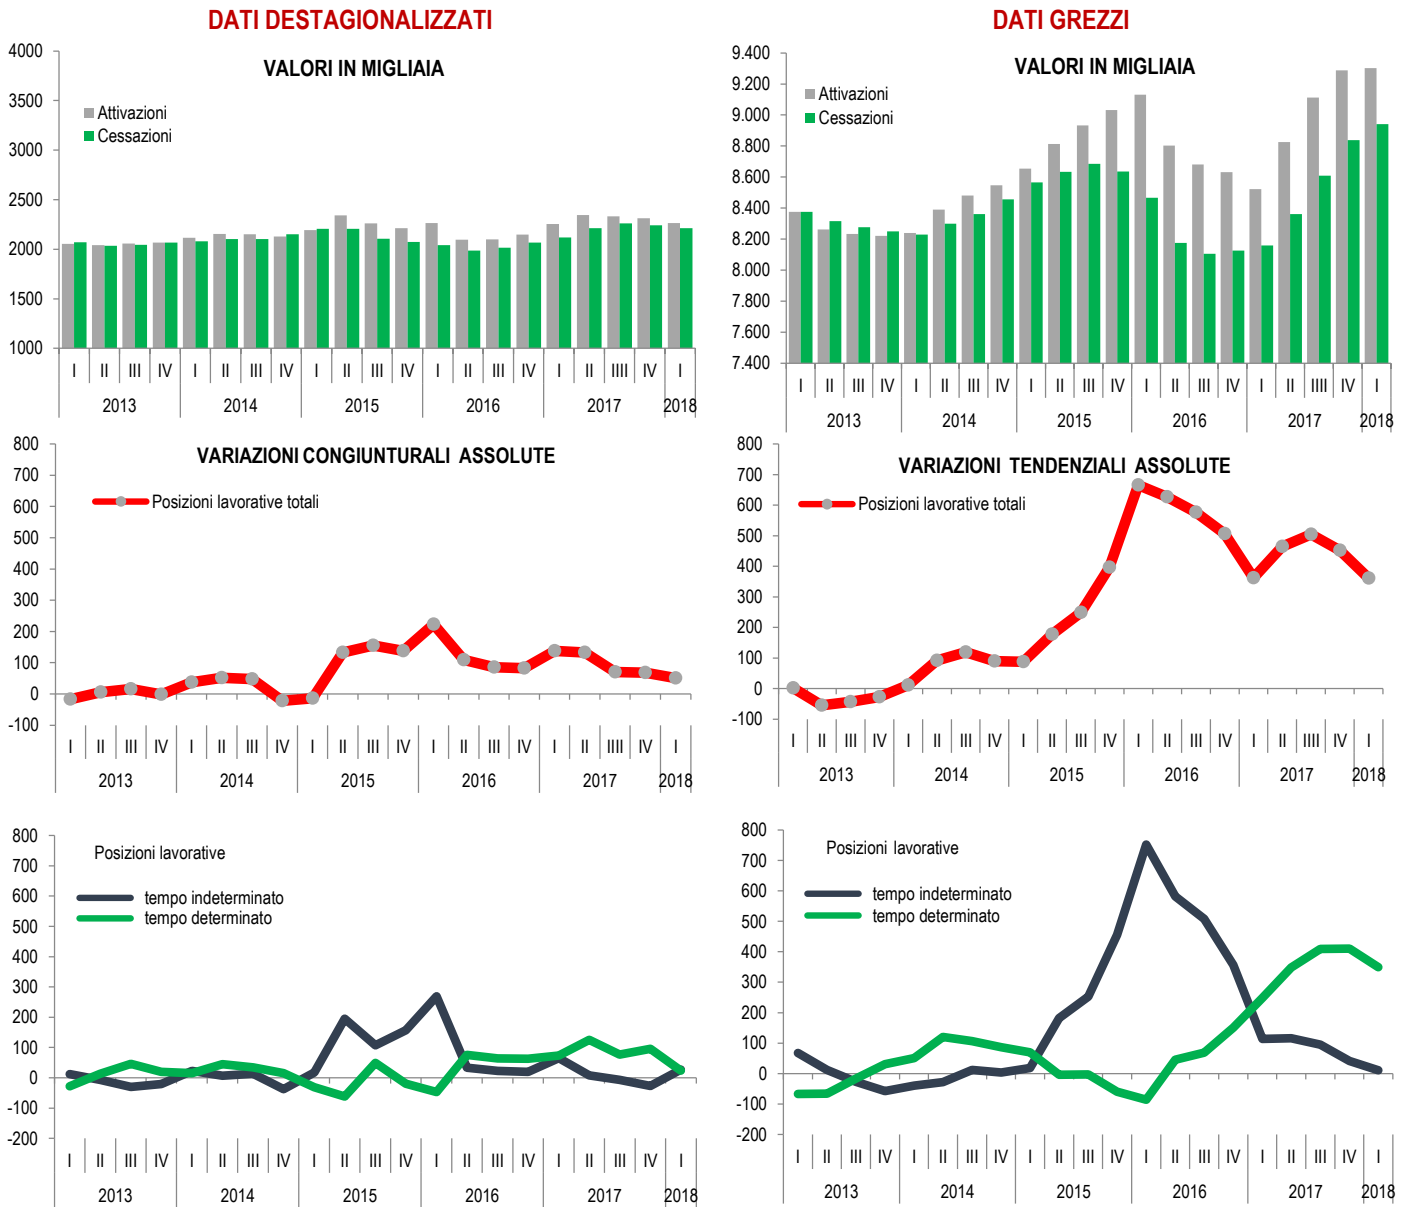 DATI DESTAGIONALIZZATI
VALORI IN MIGLIAIA
Attivazioni
Cessazioni
4000
3500
3000
2500
2000
1500
1000
I II III IV I II III IV I II III IV I II III IV I II IIII IV I
2013 2014 2015 2016 2017 2018
DATI GREZZI
VALORI IN MIGLIAIA
Attivazioni
Cessazioni
9.400
9.200
9.000
8.800
8.600
8.400
8.200
8.000
7.800
7.600
7.400
I II III IV I II III IV I II III IV I II III IV I II IIII IV I
2013 2014 2015 2016 2017 2018
VARIAZIONI CONGIUNTURALI ASSOLUTE
Posizioni lavorative totali
800
700
600
500
400
300
200
100
0
-100
I II III IV I II III IV I II III IV I II III IV I II IIII IV I
2013 2014 2015 2016 2017 2018
VARIAZIONI TENDENZIALI ASSOLUTE
Posizioni lavorative totali
800
700
600
500
400
300
200
100
0
-100
I II III IV I II III IV I II III IV I II III IV I II IIII IV I
2013 2014 2015 2016 2017 2018
Posizioni lavorative
tempo indeterminato
tempo determinato
800
700
600
500
400
300
200
100
0
-100
-200
I II III IV I II III IV I II III IV I II III IV I II III IV I
2013 2014 2015 2016 2017 2018
Posizioni lavorative
tempo indeterminato
tempo determinato
800
700
600
500
400
300
200
100
0
-100
-200
I II III IV I II III IV I II III IV I II III IV I II III IV I
2013 2014 2015 2016 2017 2018